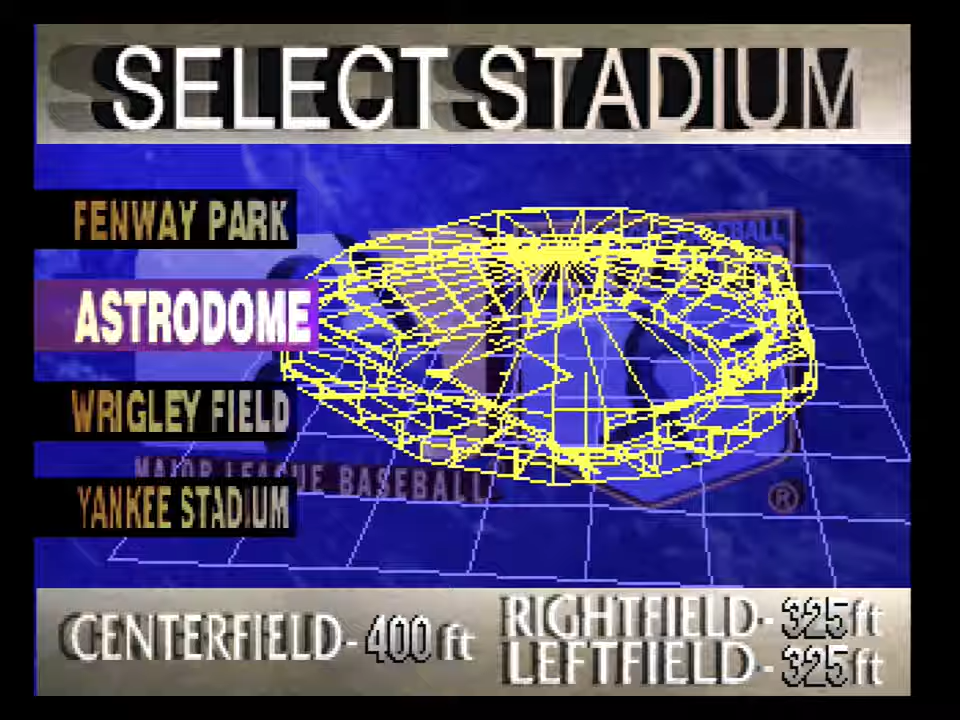 SELECT STADIUM
FENWAY PARK
BASEBALL
ASTRODOME
WRIGLEY FIELD
MAJOR LEAGUE BASEBALL
YANKEE STADIUM
®
CENTERFIELD - 400 ft
RIGHTFIELD - 325 ft
LEFTFIELD - 325 ft